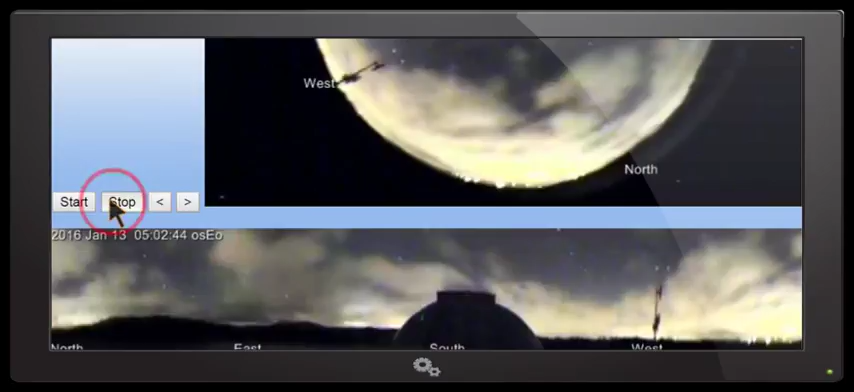 West
North
Start Stop < >
2016 Jan 13 05:02:44 osEo
North East South West